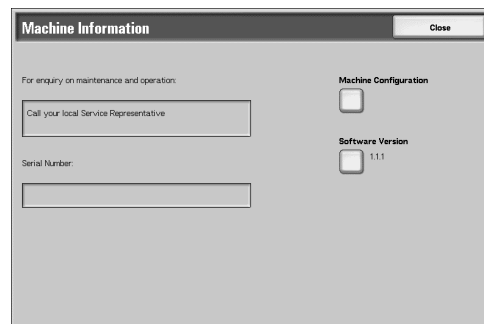 Machine Information
Close
For enquiry on maintenance and operation:
Machine Configuration
Call your local Service Representative
Software Version
1.1.1
Serial Number: